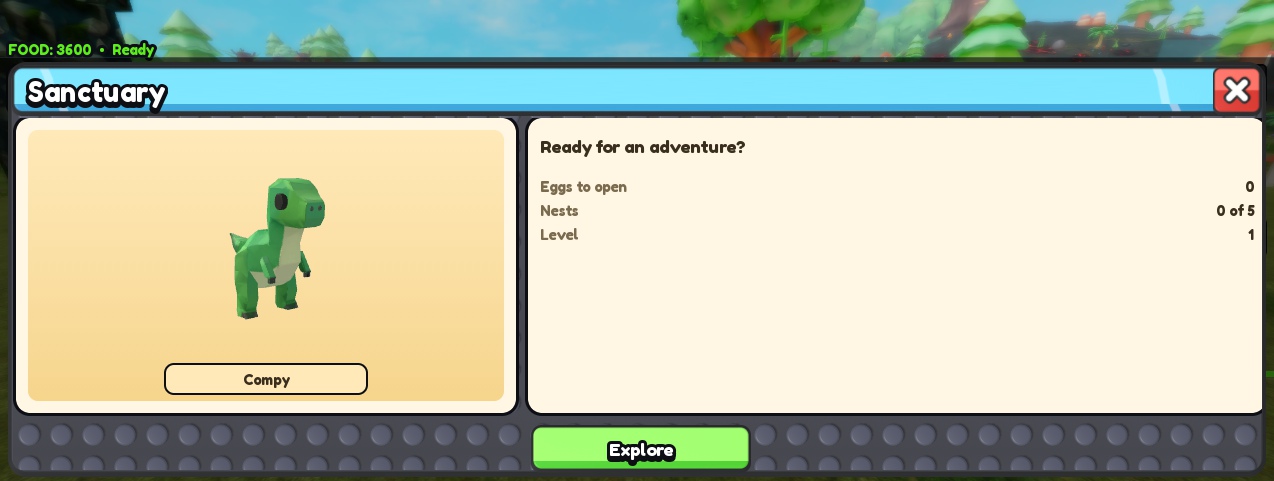 FOOD: 3600 • Ready
Sanctuary
Compy
Ready for an adventure?
Eggs to open 0
Nests 0 of 5
Level 1
Explore